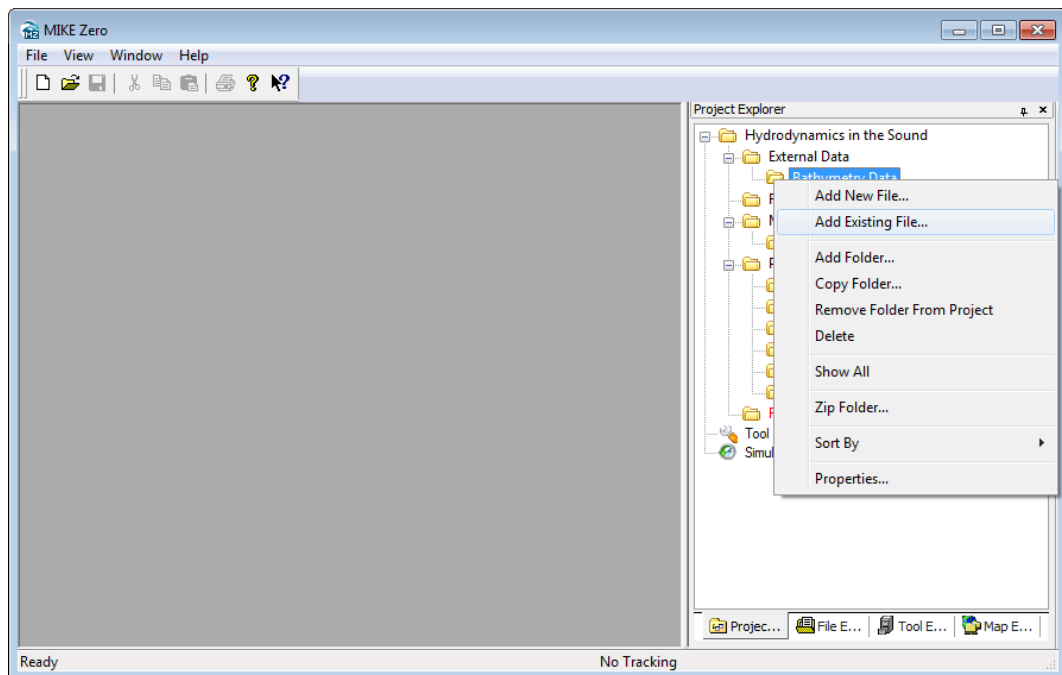 MIKE Zero
File View Window Help
Project Explorer
Hydrodynamics in the Sound
External Data
Bathymetry Data
Add New File...
Add Existing File...
Add Folder...
Copy Folder...
Remove Folder From Project
Delete
Show All
Zip Folder...
Tool
Sort By
Simul
Properties...
Projec... File E... Tool E... Map E...
Ready No Tracking